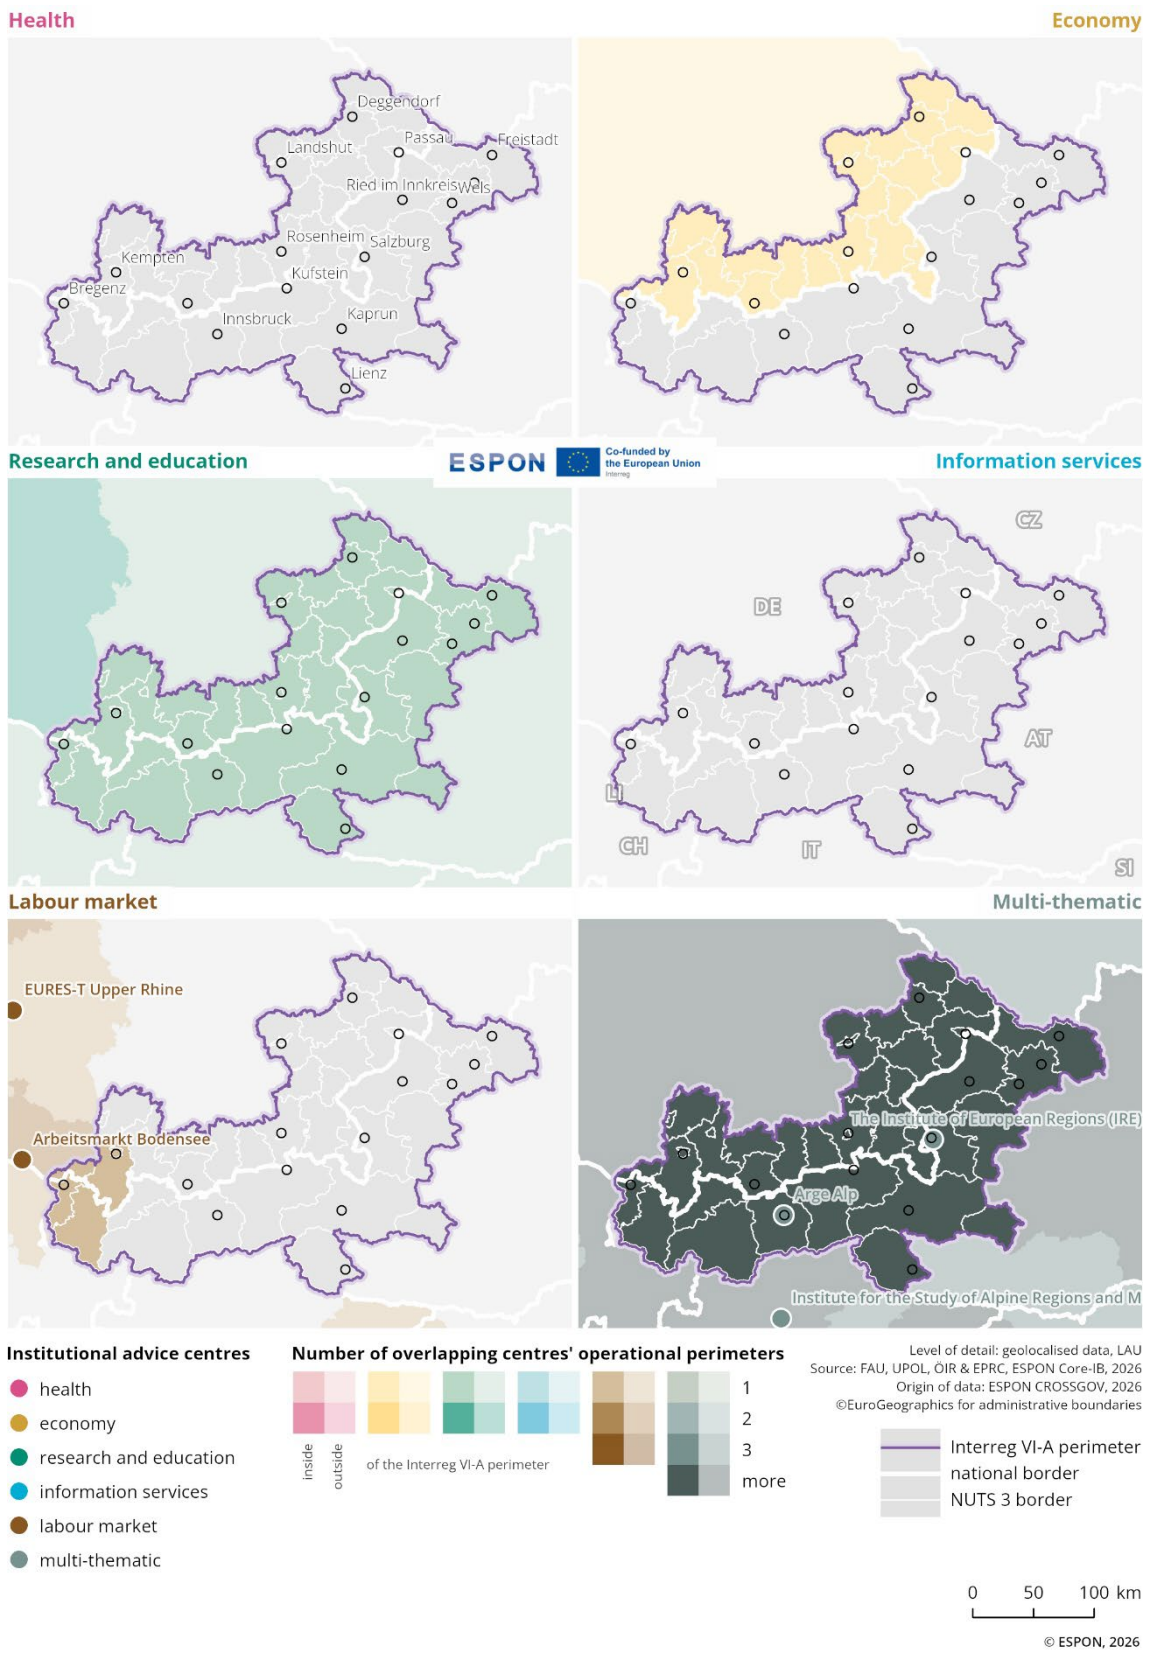 Health
Economy
Deggendorf
Passau
Freistadt
Landshut
Ried im Innkreis
Wels
Rosenheim
Salzburg
Kempten
Kufstein
Bregenz
Innsbruck
Kaprun
Lienz
Research and education
ESPON
Co-funded by
the European Union
Interreg
Information services
CZ
DE
AT
LI
CH
IT
SI
Labour market
Multi-thematic
EURES-T Upper Rhine
Arbeitsmarkt Bodensee
The Institute of European Regions (IRE)
Arge Alp
Institute for the Study of Alpine Regions and M
Institutional advice centres
health
economy
research and education
information services
labour market
multi-thematic
Number of overlapping centres' operational perimeters
1
2
3
more
inside
outside
of the Interreg VI-A perimeter
Level of detail: geolocalised data, LAU
Source: FAU, UPOL, ÖIR & EPRC, ESPON Core-IB, 2026
Origin of data: ESPON CROSSGOV, 2026
©EuroGeographics for administrative boundaries
Interreg VI-A perimeter
national border
NUTS 3 border
0 50 100 km
© ESPON, 2026